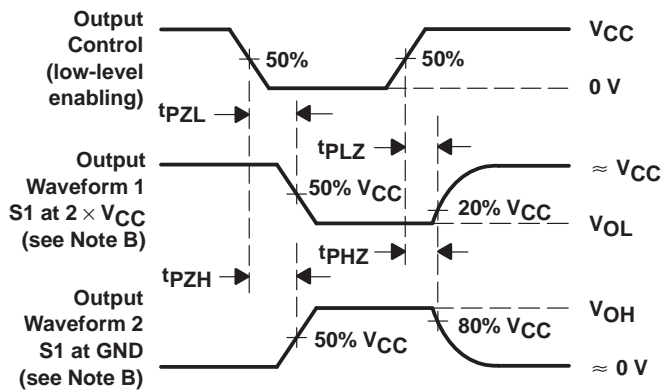 Output
Control
(low-level
enabling)
50%
50%
VCC
0 V
tPZL
tPLZ
Output
Waveform 1
S1 at 2 × VCC
(see Note B)
50% VCC
20% VCC
≈ VCC
VOL
tPZH
tPHZ
Output
Waveform 2
S1 at GND
(see Note B)
50% VCC
80% VCC
VOH
≈ 0 V